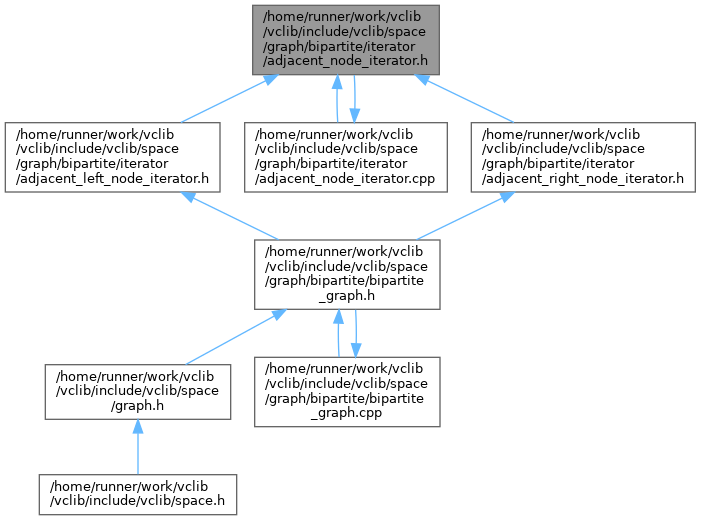 /home/runner/work/vclib
/vclib/include/vclib/space
/graph/bipartite/iterator
/adjacent_node_iterator.h
/home/runner/work/vclib
/vclib/include/vclib/space
/graph/bipartite/iterator
/adjacent_left_node_iterator.h
/home/runner/work/vclib
/vclib/include/vclib/space
/graph/bipartite/iterator
/adjacent_node_iterator.cpp
/home/runner/work/vclib
/vclib/include/vclib/space
/graph/bipartite/iterator
/adjacent_right_node_iterator.h
/home/runner/work/vclib
/vclib/include/vclib/space
/graph/bipartite/bipartite
_graph.h
/home/runner/work/vclib
/vclib/include/vclib/space
/graph.h
/home/runner/work/vclib
/vclib/include/vclib/space
/graph/bipartite/bipartite
_graph.cpp
/home/runner/work/vclib
/vclib/include/vclib/space.h